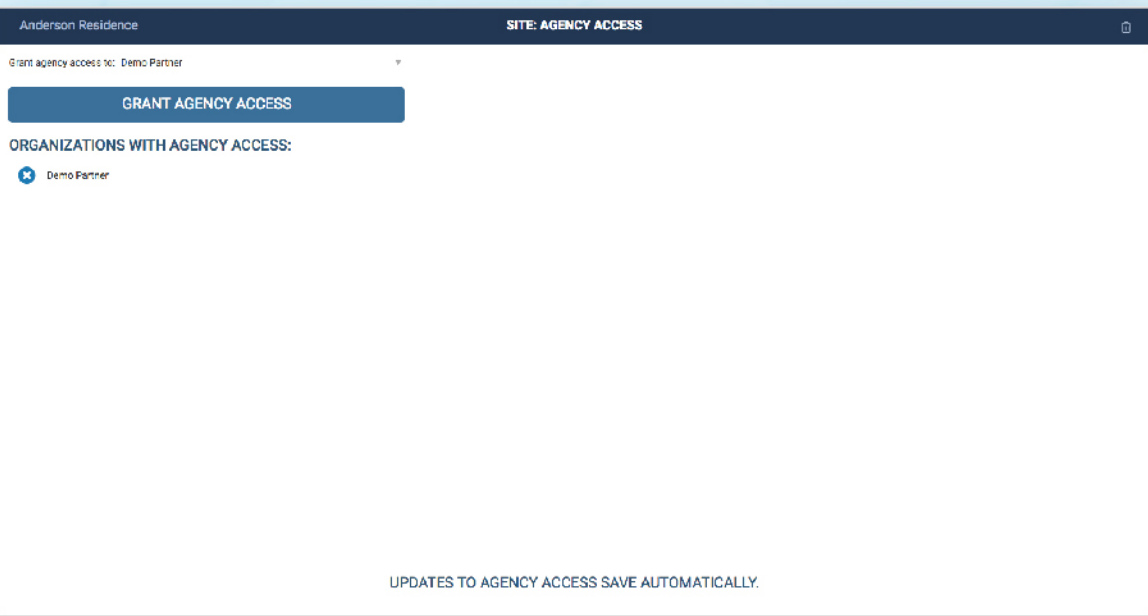 Anderson Residence
SITE: AGENCY ACCESS
Grant agency access to: Demo Partner
GRANT AGENCY ACCESS
ORGANIZATIONS WITH AGENCY ACCESS:
Demo Partner
UPDATES TO AGENCY ACCESS SAVE AUTOMATICALLY.